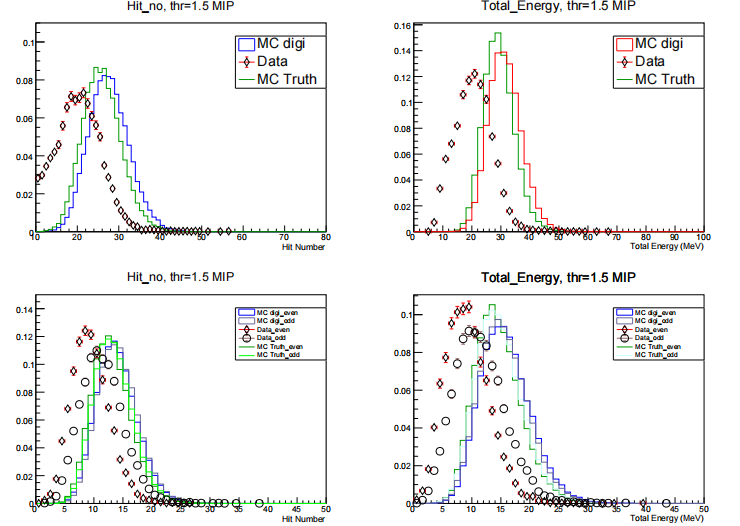 Hit_no, thr=1.5 MIP
0.1
0.08
0.06
0.04
0.02
0
10 20 30 40 50 60 70 80
Hit Number
MC digi
Data
MC Truth
Total_Energy, thr=1.5 MIP
0.16
0.14
0.12
0.1
0.08
0.06
0.04
0.02
0
0 10 20 30 40 50 60 70 80 90 100
Total Energy (MeV)
MC digi
Data
MC Truth
Hit_no, thr=1.5 MIP
0.14
0.12
0.1
0.08
0.06
0.04
0.02
0
0 5 10 15 20 25 30 35 40 45 50
Hit Number
MC digi_even
MC digi_odd
Data_even
Data_odd
MC Truth_even
MC Truth_odd
Total_Energy, thr=1.5 MIP
0.1
0.08
0.06
0.04
0.02
0
0 5 10 15 20 25 30 35 40 45 50
Total Energy (MeV)
MC digi_even
MC digi_odd
Data_even
Data_odd
MC Truth_even
MC Truth_odd